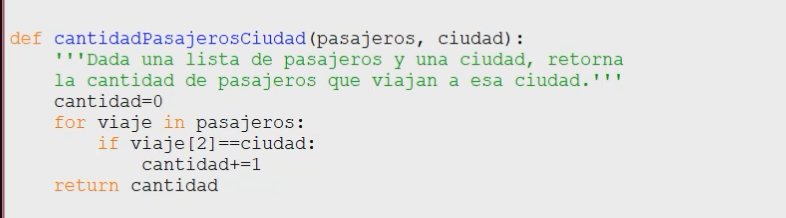 def cantidadPasajerosCiudad(pasajeros, ciudad):
    '''Dada una lista de pasajeros y una ciudad, retorna
    la cantidad de pasajeros que viajan a esa ciudad.'''
    cantidad=0
    for viaje in pasajeros:
        if viaje[2]==ciudad:
            cantidad+=1
    return cantidad